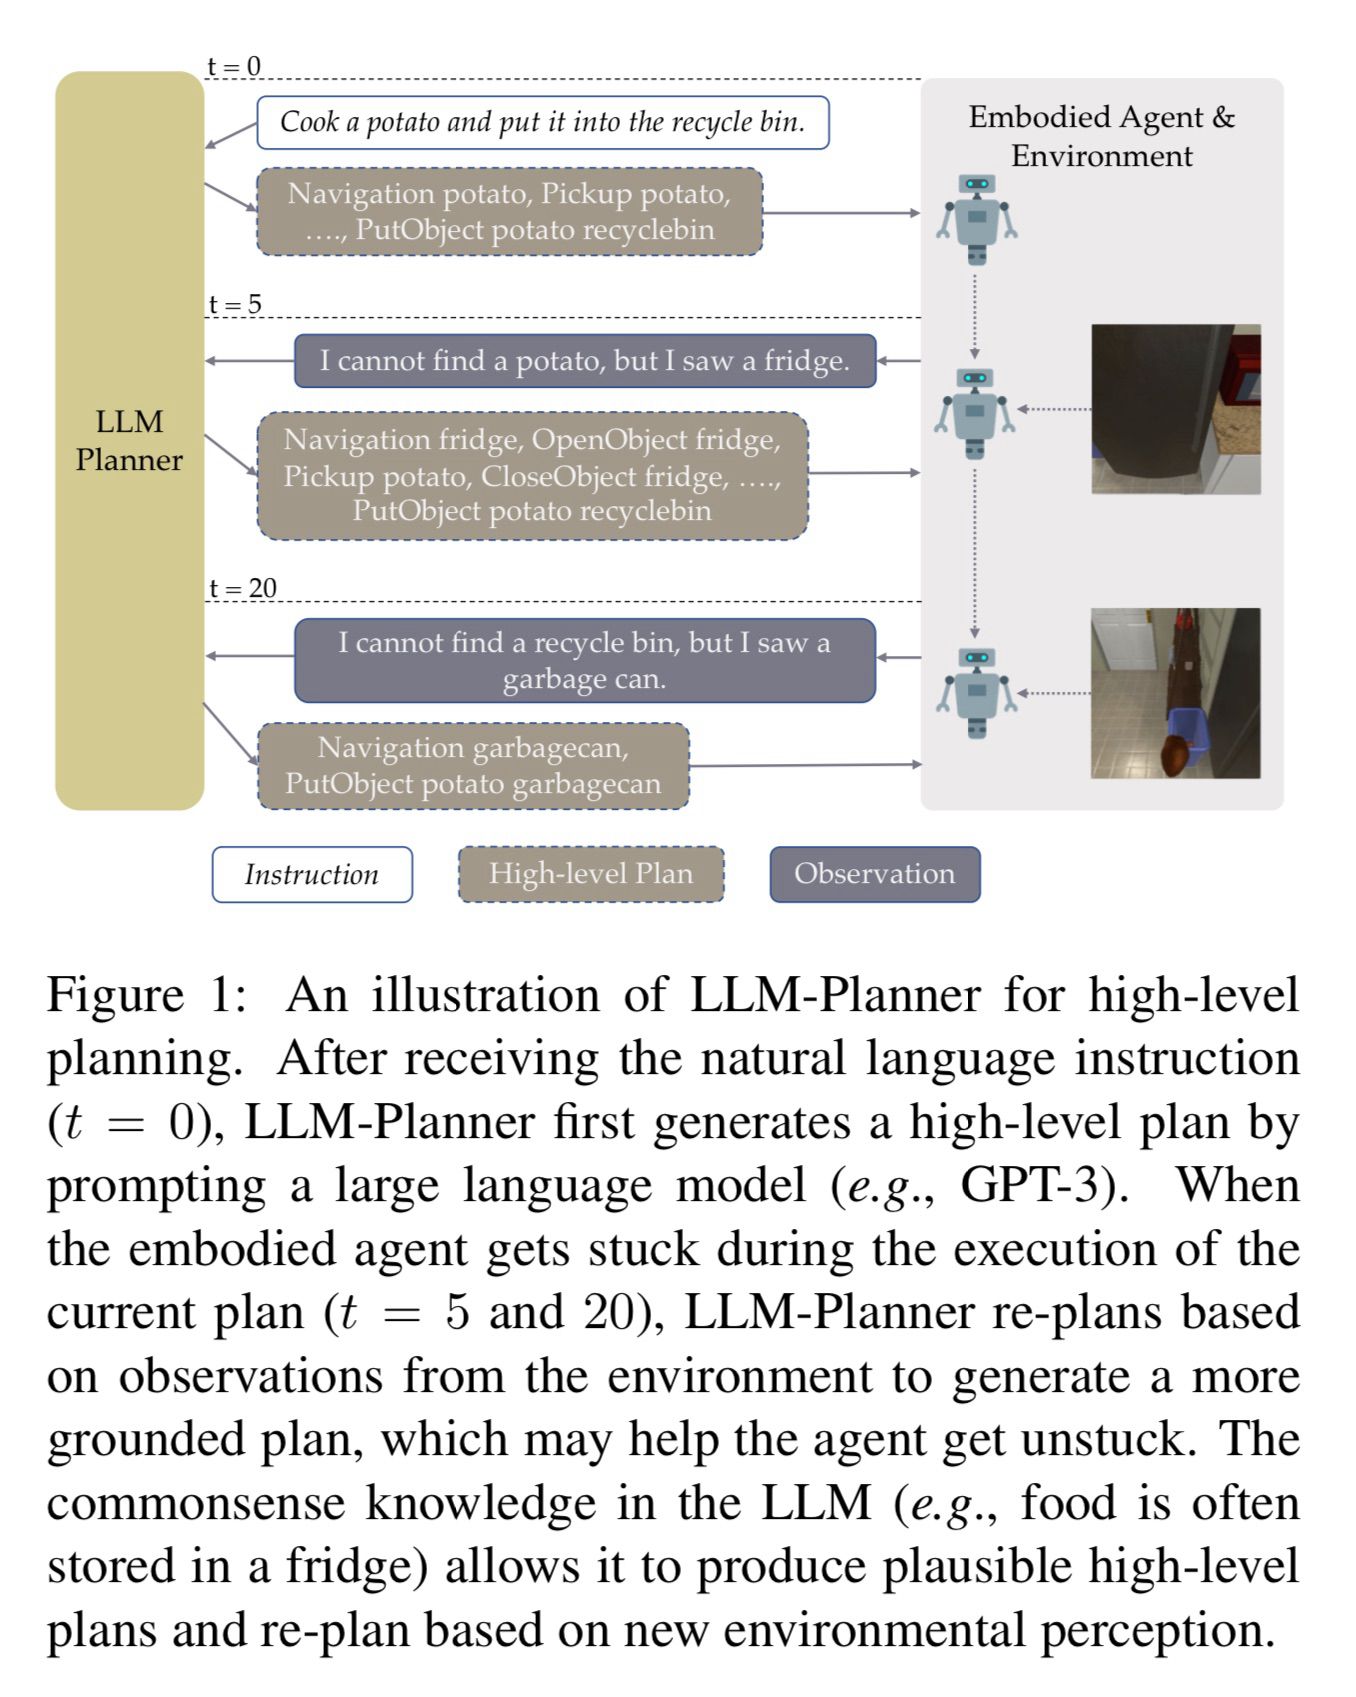 t = 0
Cook a potato and put it into the recycle bin.
Navigation potato, Pickup potato,
...., PutObject potato recyclebin
Embodied Agent &
Environment
t = 5
I cannot find a potato, but I saw a fridge.
LLM
Planner
Navigation fridge, OpenObject fridge,
Pickup potato, CloseObject fridge, ....,
PutObject potato recyclebin
t = 20
I cannot find a recycle bin, but I saw a
garbage can.
Navigation garbagecan,
PutObject potato garbagecan
Instruction
High-level Plan
Observation
Figure 1: An illustration of LLM-Planner for high-level
planning. After receiving the natural language instruction
(t = 0), LLM-Planner first generates a high-level plan by
prompting a large language model (e.g., GPT-3). When
the embodied agent gets stuck during the execution of the
current plan (t = 5 and 20), LLM-Planner re-plans based
on observations from the environment to generate a more
grounded plan, which may help the agent get unstuck. The
commonsense knowledge in the LLM (e.g., food is often
stored in a fridge) allows it to produce plausible high-level
plans and re-plan based on new environmental perception.